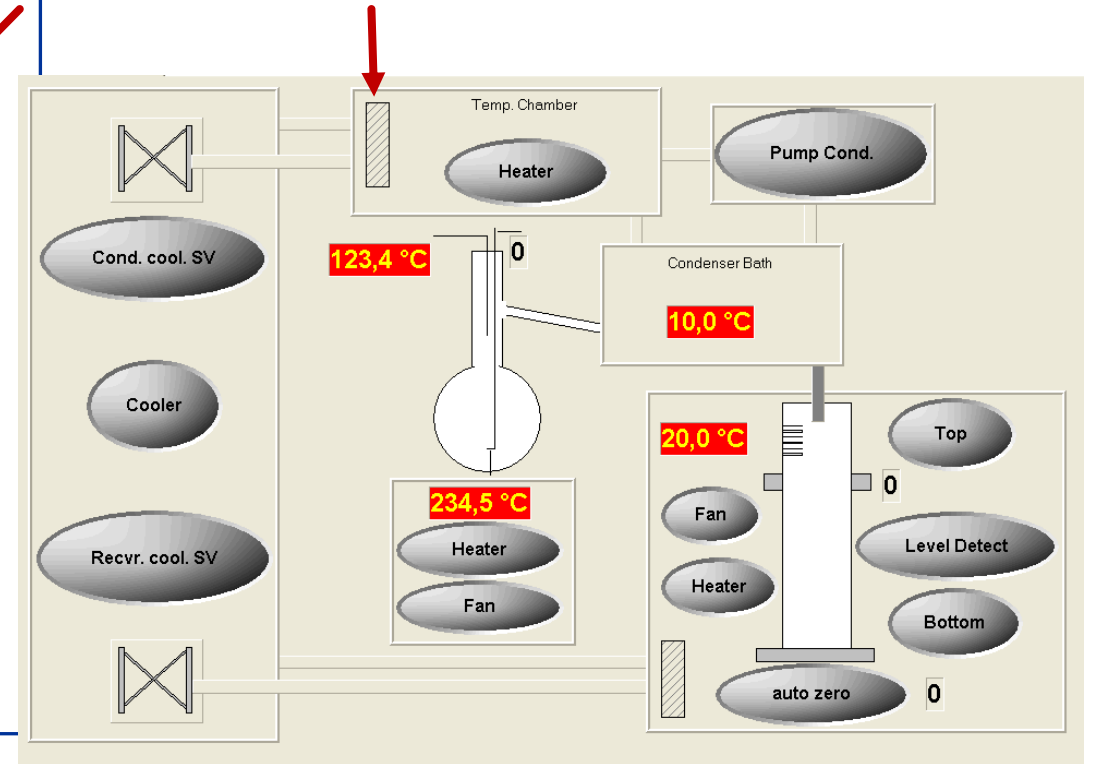 Temp. Chamber
Heater
Pump Cond.
Cond. cool. SV
123,4 °C
0
Condenser Bath
10,0 °C
Cooler
20,0 °C
Top
0
234,5 °C
Fan
Heater
Level Detect
Recvr. cool. SV
Heater
Fan
Bottom
auto zero
0